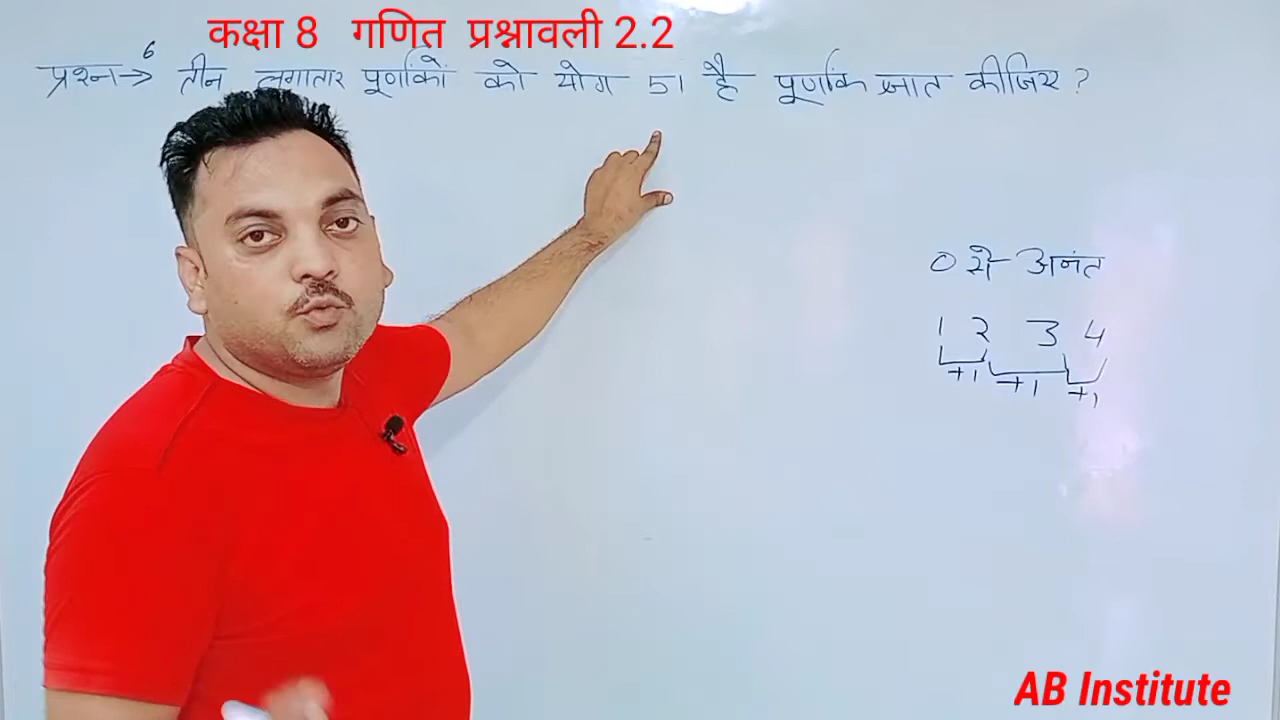 कक्षा 8 गणित प्रश्नावली 2.2
प्रश्न→ 6 तीन लगातार पूर्णांकों को योग 51 है पूर्णांक ज्ञात कीजिए ?
0 से अनंत
1 2 3 4
+1 +1 +1
AB Institute